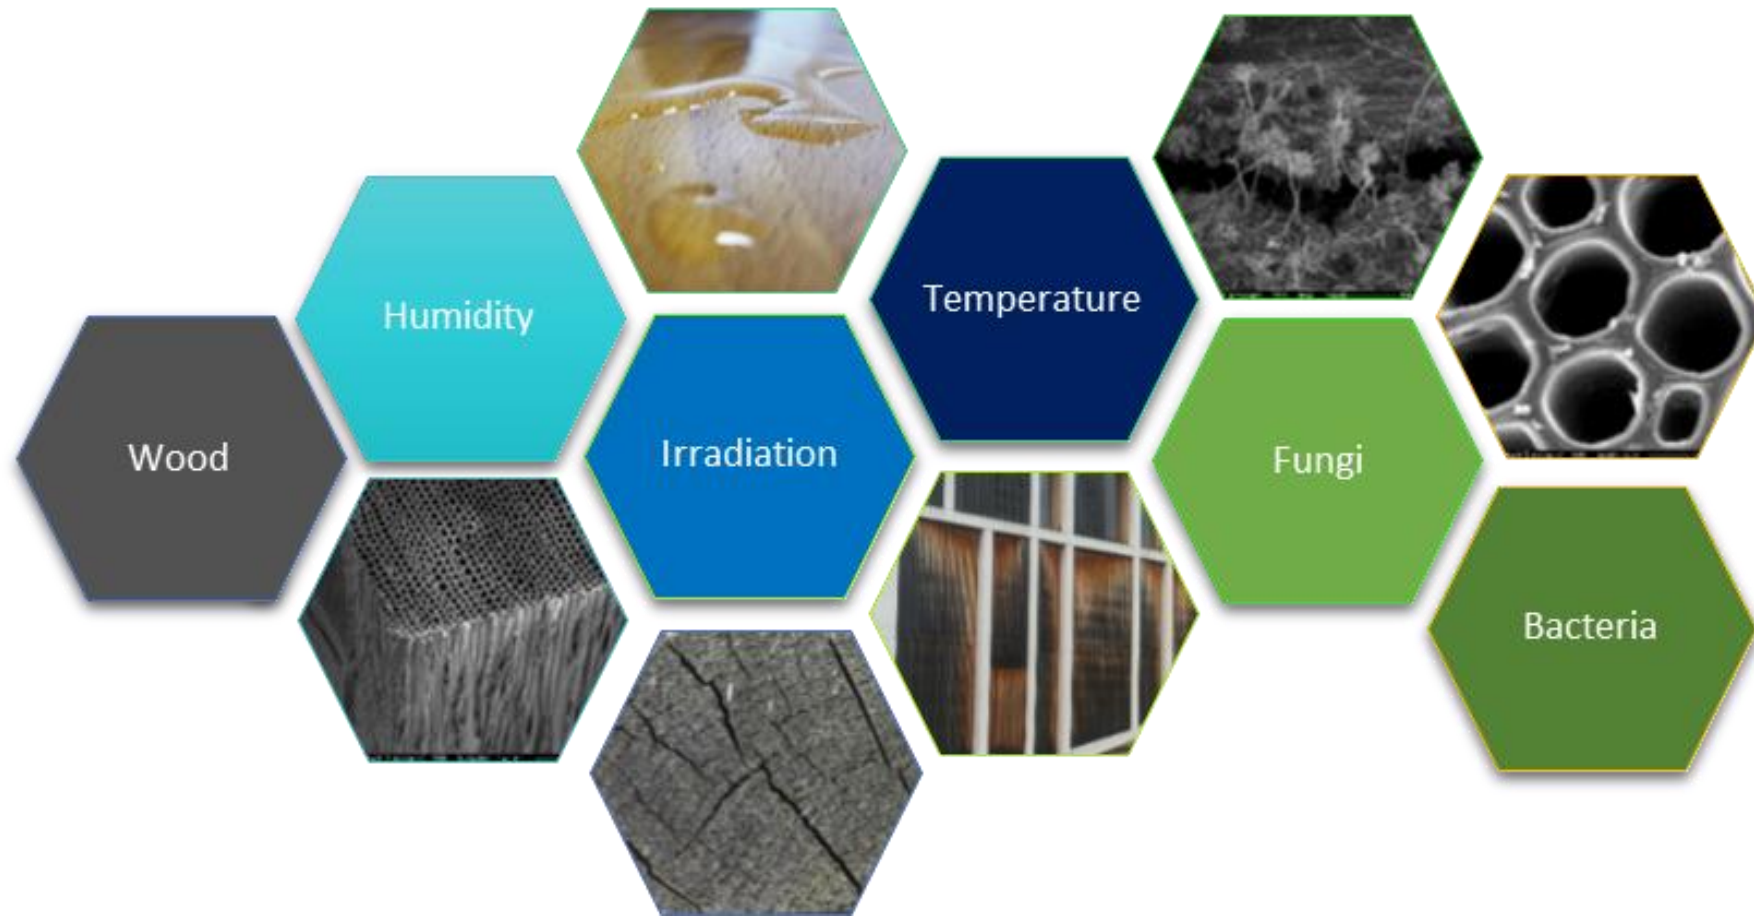 Wood
Humidity
Irradiation
Temperature
Fungi
Bacteria